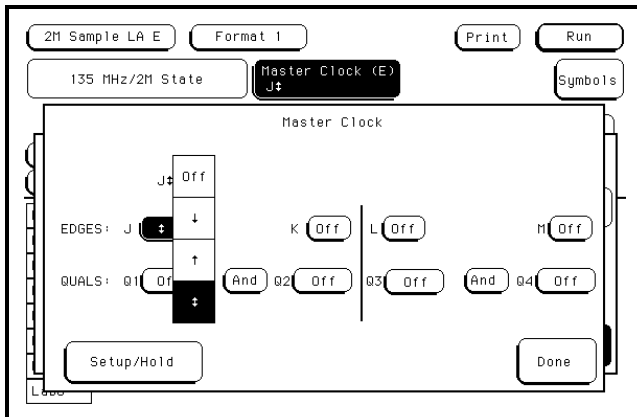 2M Sample LA E Format 1 Print Run
135 MHz/2M State Master Clock (E) Symbols
J↕
Master Clock
J↕ Off
↓
EDGES: J ↕ K Off L Off M Off
↑
QUALS: Q1 Of And Q2 Off Q3 Off And Q4 Off
↕
Setup/Hold Done